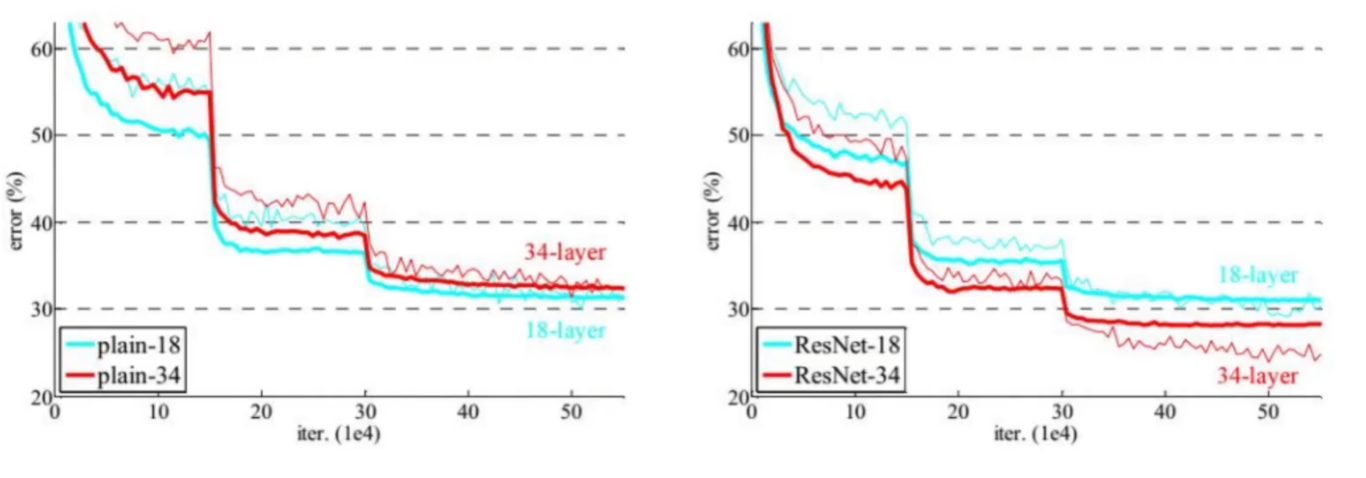 60
50
40
30
20
error (%)
34-layer
18-layer
plain-18
plain-34
0 10 20 30 40 50
iter. (1e4)
60
50
40
30
20
error (%)
18-layer
34-layer
ResNet-18
ResNet-34
0 10 20 30 40 50
iter. (1e4)